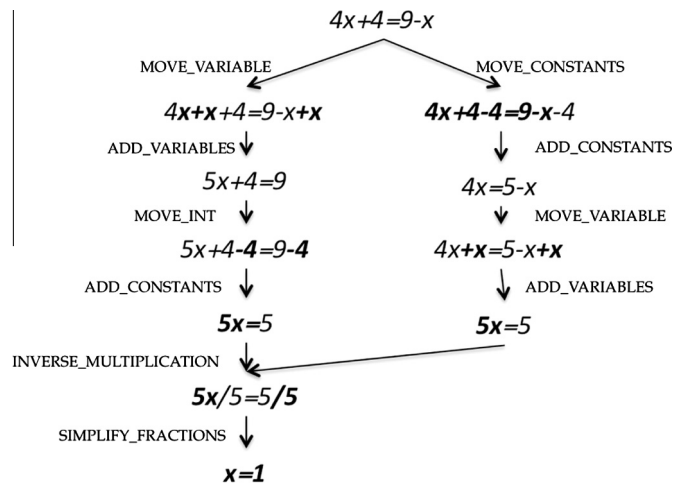 4x+4=9-x
MOVE_VARIABLE
MOVE_CONSTANTS
4x+x+4=9-x+x
4x+4-4=9-x-4
ADD_VARIABLES
ADD_CONSTANTS
5x+4=9
4x=5-x
MOVE_INT
MOVE_VARIABLE
5x+4-4=9-4
4x+x=5-x+x
ADD_CONSTANTS
ADD_VARIABLES
5x=5
5x=5
INVERSE_MULTIPLICATION
5x/5=5/5
SIMPLIFY_FRACTIONS
x=1